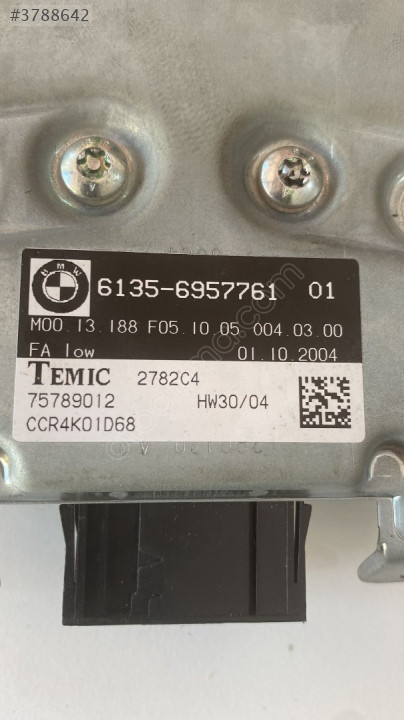 #3788642
BMW
6135-6957761 01
M00.13.188 F05.10.05 004.03.00
FA low 01.10.2004
TEMIC 2782C4
75789012 HW30/04
CCR4K01D68